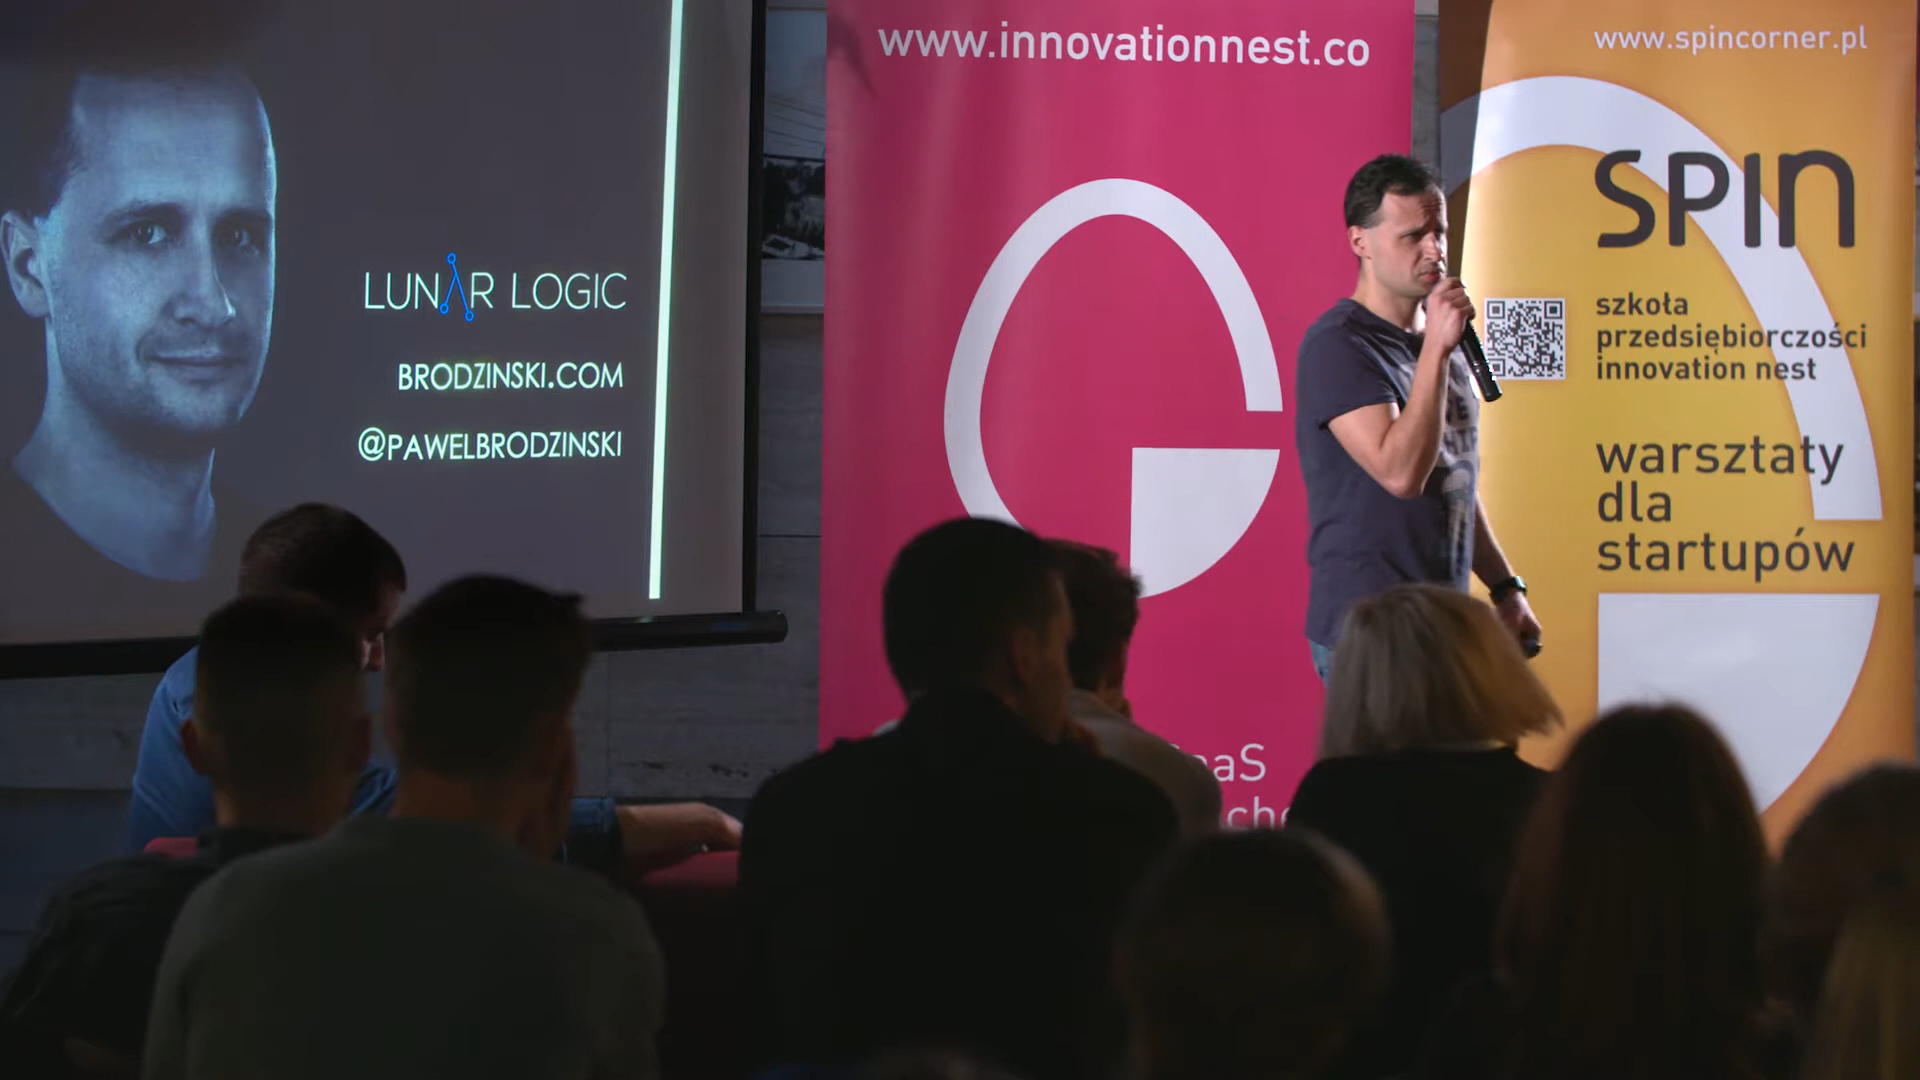 LUNAR LOGIC
BRODZINSKI.COM
@PAWELBRODZINSKI
www.innovationnest.co
www.spincorner.pl
SPIN
szkoła
przedsiębiorczości
innovation nest
warsztaty
dla
startupów